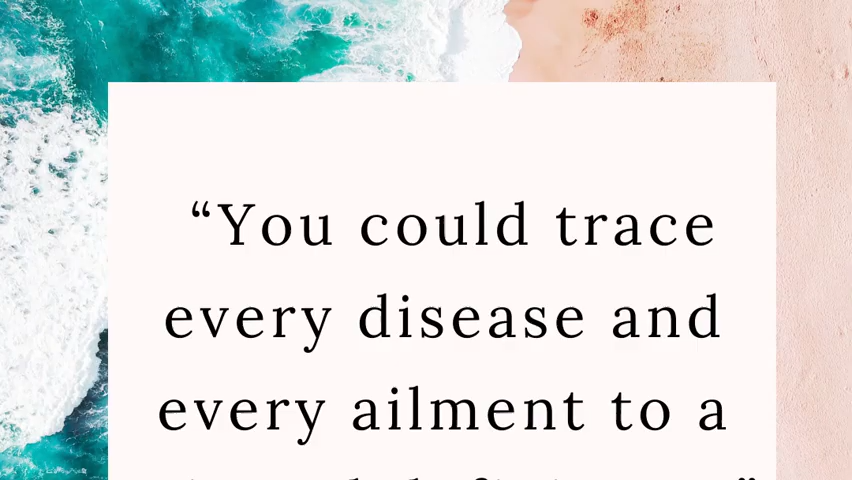 “You could trace
every disease and
every ailment to a